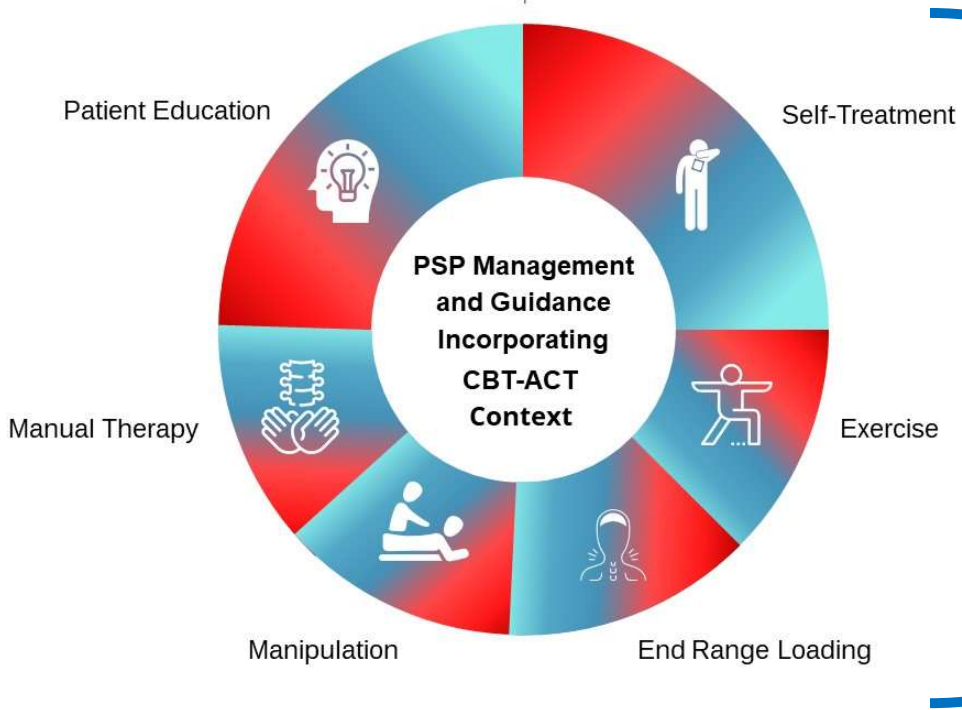 Patient Education
Self-Treatment
PSP Management
and Guidance
Incorporating
CBT-ACT
Context
Manual Therapy
Exercise
Manipulation
End Range Loading